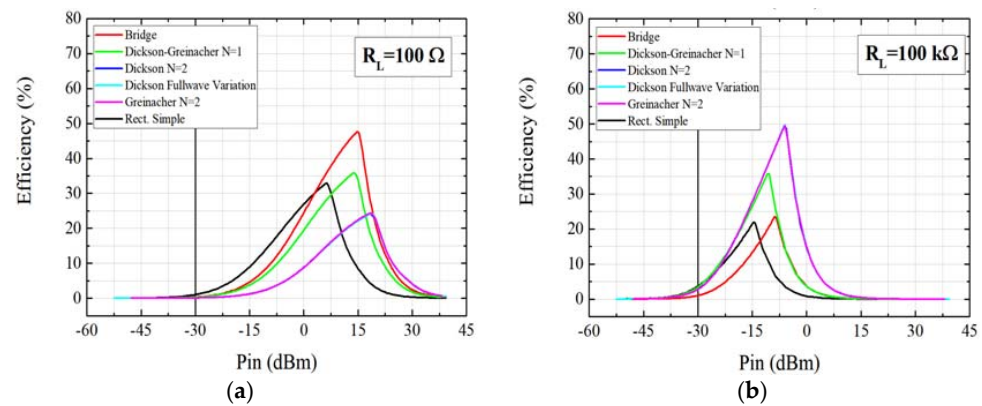 80
70
60
50
40
30
20
10
0
Efficiency (%)
Bridge
Dickson-Greinacher N=1
Dickson N=2
Dickson Fullwave Variation
Greinacher N=2
Rect. Simple
R_L=100 Ω
-60 -45 -30 -15 0 15 30 45
Pin (dBm)
(a)
80
70
60
50
40
30
20
10
0
Efficiency (%)
Bridge
Dickson-Greinacher N=1
Dickson N=2
Dickson Fullwave Variation
Greinacher N=2
Rect. Simple
R_L=100 kΩ
-60 -45 -30 -15 0 15 30 45
Pin (dBm)
(b)